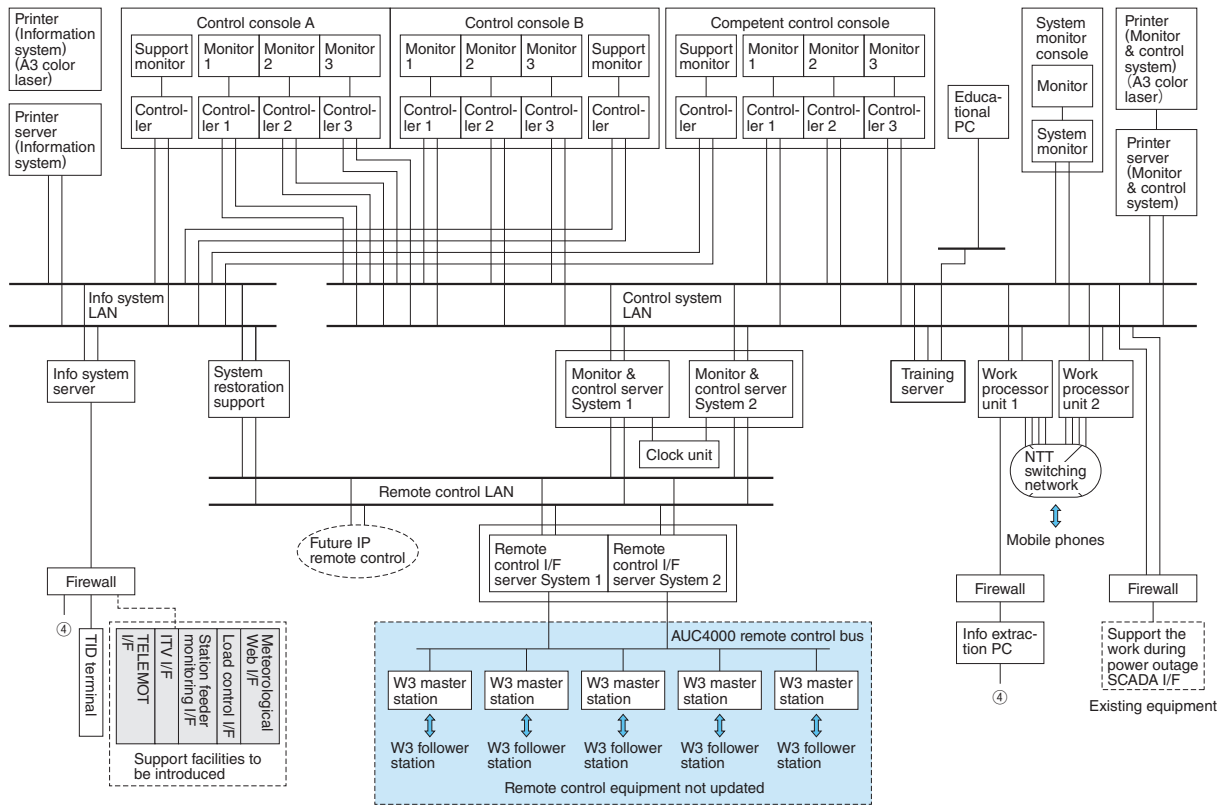 Printer
(Information
system)
(A3 color
laser)
Printer server
(Information
system)
Control console A
Support
monitor
Monitor
1
Monitor
2
Monitor
3
Control-
ler
Control-
ler 1
Control-
ler 2
Control-
ler 3
Control console B
Monitor
1
Monitor
2
Monitor
3
Support
monitor
Control-
ler 1
Control-
ler 2
Control-
ler 3
Control-
ler
Competent control console
Support
monitor
Monitor
1
Monitor
2
Monitor
3
Control-
ler
Control-
ler 1
Control-
ler 2
Control-
ler 3
Educa-
tional
PC
System
monitor
console
Monitor
System
monitor
Printer
(Monitor
& control
system)
(A3 color
laser)
Printer
server
(Monitor
& control
system)
Info system
LAN
Control system
LAN
Info system
server
System
restoration
support
Monitor &
control server
System 1
Monitor &
control server
System 2
Clock unit
Training
server
Work
processor
unit 1
Work
processor
unit 2
NTT
switching
network
Mobile phones
Remote control LAN
Future IP
remote control
Remote
control I/F
server System 1
Remote
control I/F
server System 2
Firewall
④
TID terminal
TELEMOT
I/F
ITV I/F
Station feeder
monitoring I/F
Load control I/F
Meteorological
Web I/F
Support facilities to
be introduced
AUC4000 remote control bus
W3 master
station
W3 master
station
W3 master
station
W3 master
station
W3 master
station
W3 follower
station
W3 follower
station
W3 follower
station
W3 follower
station
W3 follower
station
Remote control equipment not updated
Firewall
Info extrac-
tion PC
④
Firewall
Support the
work during
power outage
SCADA I/F
Existing equipment